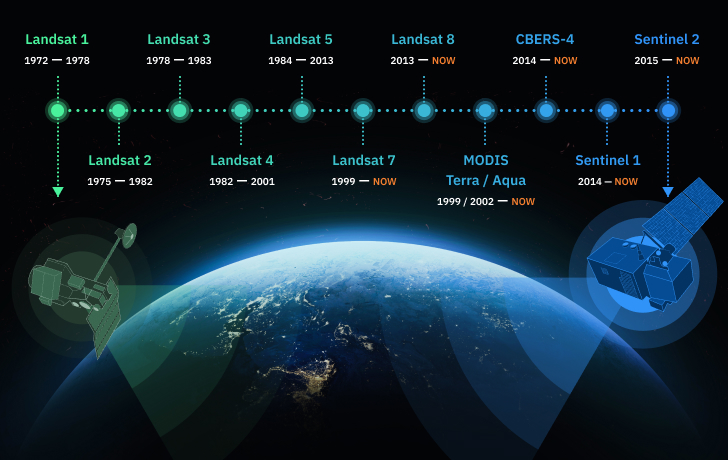 Landsat 1
1972 — 1978
Landsat 3
1978 — 1983
Landsat 5
1984 — 2013
Landsat 8
2013 — NOW
CBERS-4
2014 — NOW
Sentinel 2
2015 — NOW
Landsat 2
1975 — 1982
Landsat 4
1982 — 2001
Landsat 7
1999 — NOW
MODIS
Terra / Aqua
1999 / 2002 — NOW
Sentinel 1
2014 — NOW